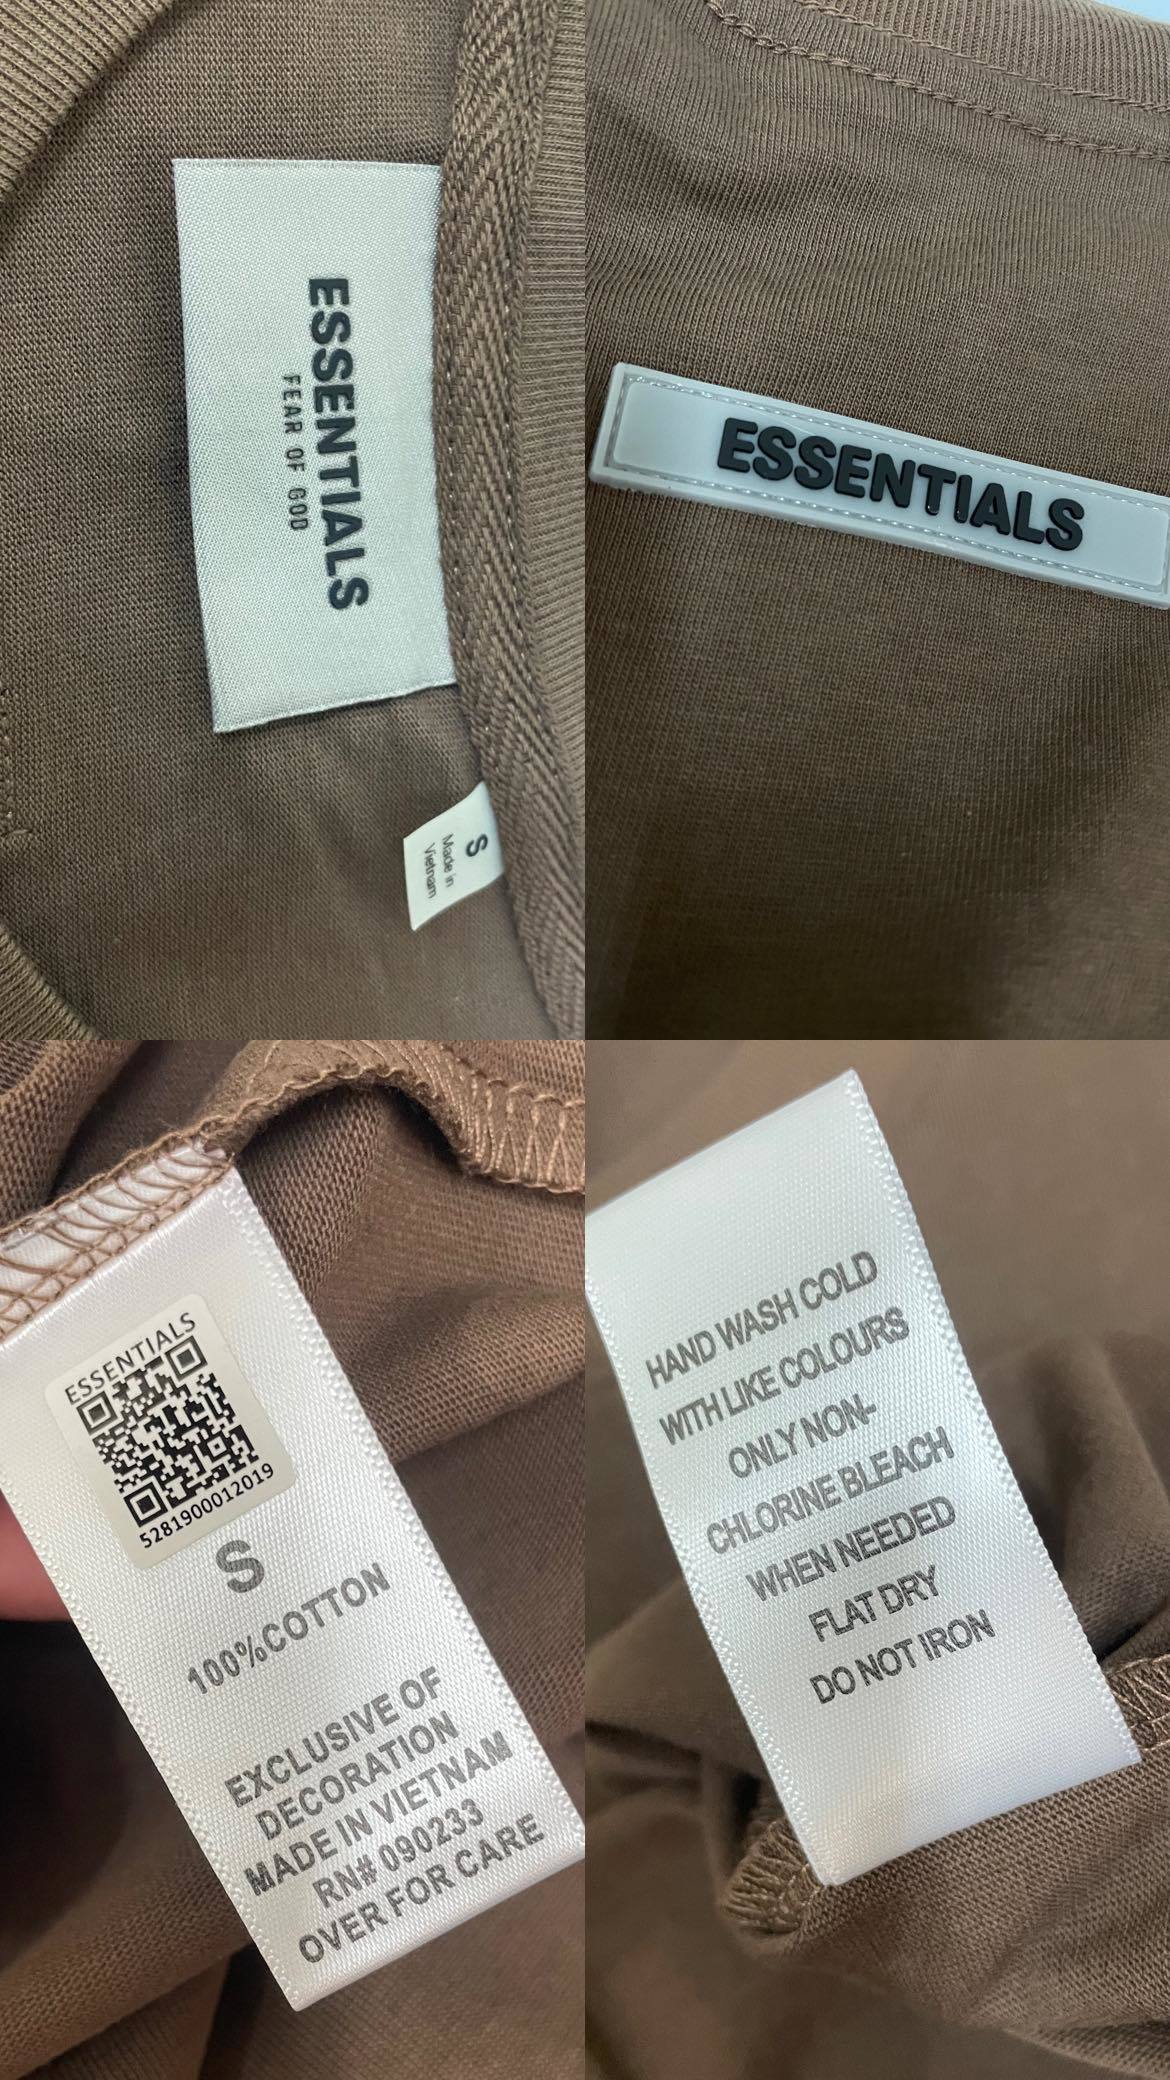 ESSENTIALS
FEAR OF GOD
S
Made in
Vietnam
ESSENTIALS
ESSENTIALS
5281900012019
S
100%COTTON
EXCLUSIVE OF
DECORATION
MADE IN VIETNAM
RN# 090233
OVER FOR CARE
HAND WASH COLD
WITH LIKE COLOURS
ONLY NON-
CHLORINE BLEACH
WHEN NEEDED
FLAT DRY
DO NOT IRON